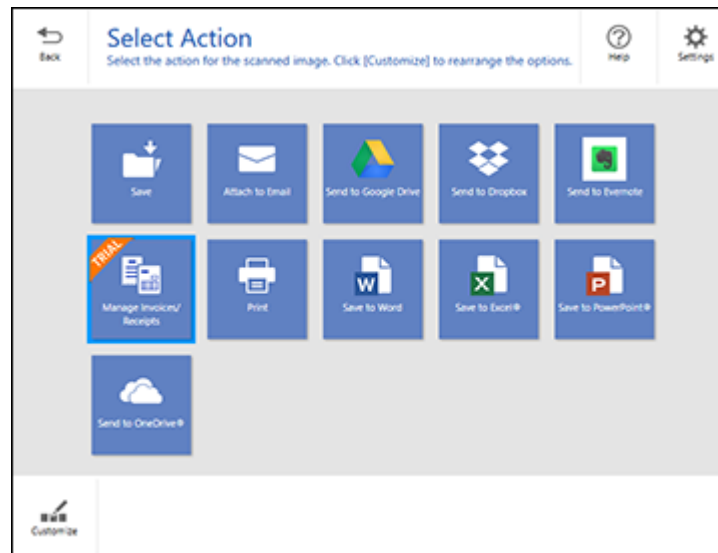 Back
Select Action
Select the action for the scanned image. Click [Customize] to rearrange the options.
Help
Settings
Save
Attach to Email
Send to Google Drive
Send to Dropbox
Send to Evernote
TRIAL
Manage Invoices/
Receipts
Print
W
Save to Word
X
Save to Excel®
P
Save to PowerPoint®
Send to OneDrive®
Customize